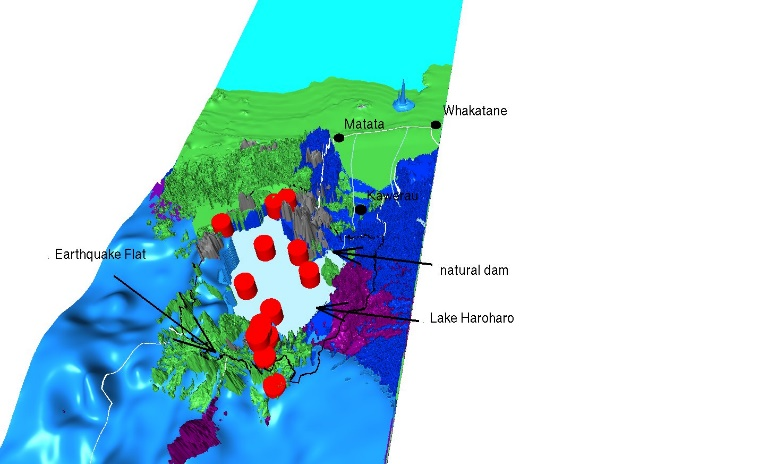 Whakatane
Matata
Kawerau
Earthquake Flat
natural dam
Lake Haroharo